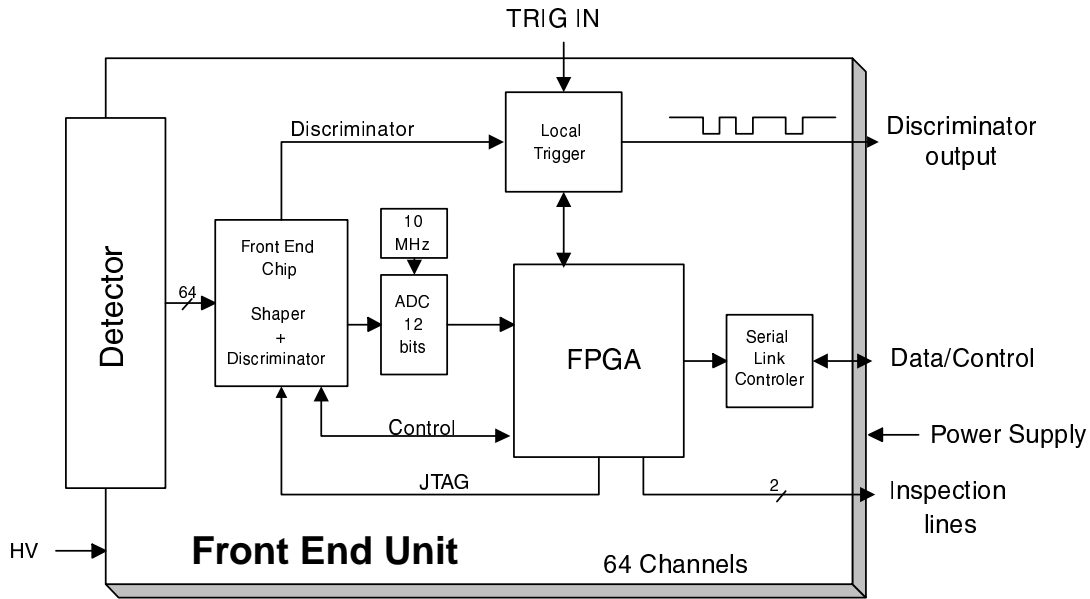 TRIG IN
Discriminator
Local
Trigger
Discriminator
output
10
MHz
Front End
Chip
Shaper
+
Discriminator
Detector
64
ADC
12
bits
FPGA
Serial
Link
Controler
Data/Control
Control
Power Supply
JTAG
2
Inspection
lines
HV
Front End Unit
64 Channels